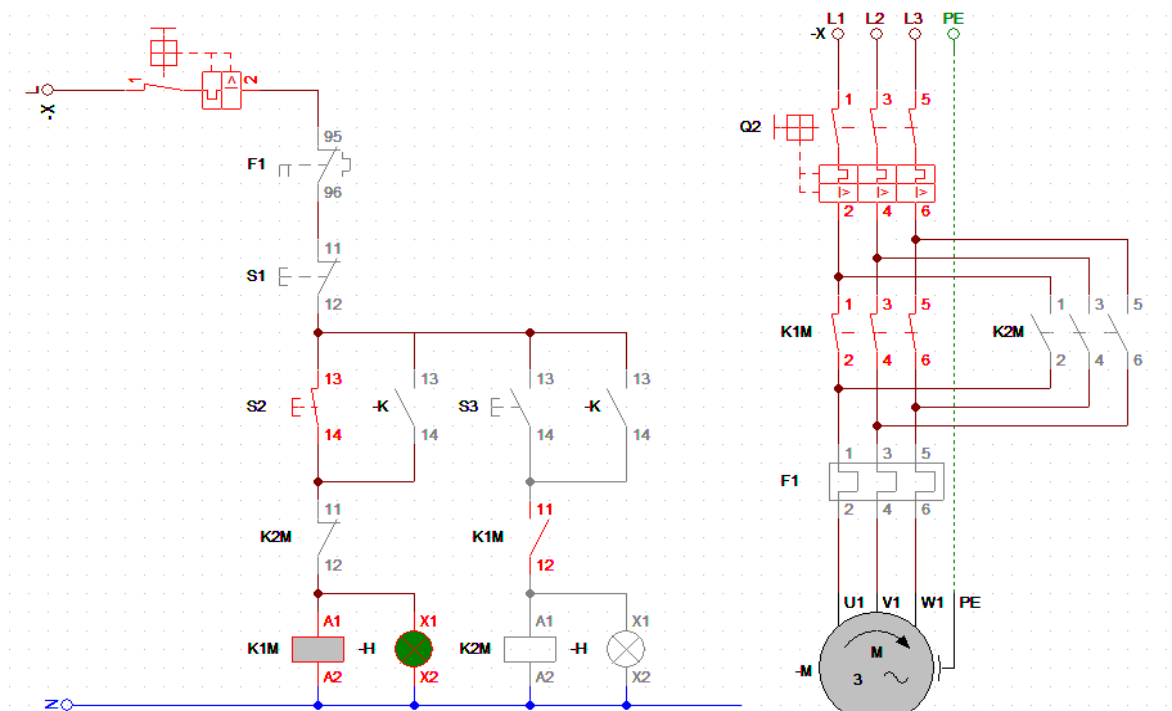 L1 L2 L3 PE
-X
1 2
L
-X
1 3 5
Q2
I> I> I>
2 4 6
95
F1
96
11
S1
12
1 3 5
K1M
2 4 6
1 3 5
K2M
2 4 6
13 13 13 13
S2 -K S3 -K
14 14 14 14
1 3 5
F1
2 4 6
11 11
K2M K1M
12 12
U1 V1 W1 PE
A1 X1 A1 X1
K1M -H K2M -H
A2 X2 A2 X2
M
-M
3
N